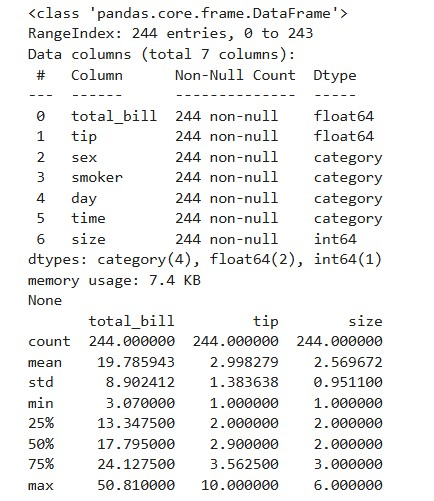 <class 'pandas.core.frame.DataFrame'>
RangeIndex: 244 entries, 0 to 243
Data columns (total 7 columns):
 #   Column      Non-Null Count  Dtype
---  ------      --------------  -----
 0   total_bill  244 non-null    float64
 1   tip         244 non-null    float64
 2   sex         244 non-null    category
 3   smoker      244 non-null    category
 4   day         244 non-null    category
 5   time        244 non-null    category
 6   size        244 non-null    int64
dtypes: category(4), float64(2), int64(1)
memory usage: 7.4 KB
None
       total_bill         tip        size
count  244.000000  244.000000  244.000000
mean    19.785943    2.998279    2.569672
std      8.902412    1.383638    0.951100
min      3.070000    1.000000    1.000000
25%     13.347500    2.000000    2.000000
50%     17.795000    2.900000    2.000000
75%     24.127500    3.562500    3.000000
max     50.810000   10.000000    6.000000